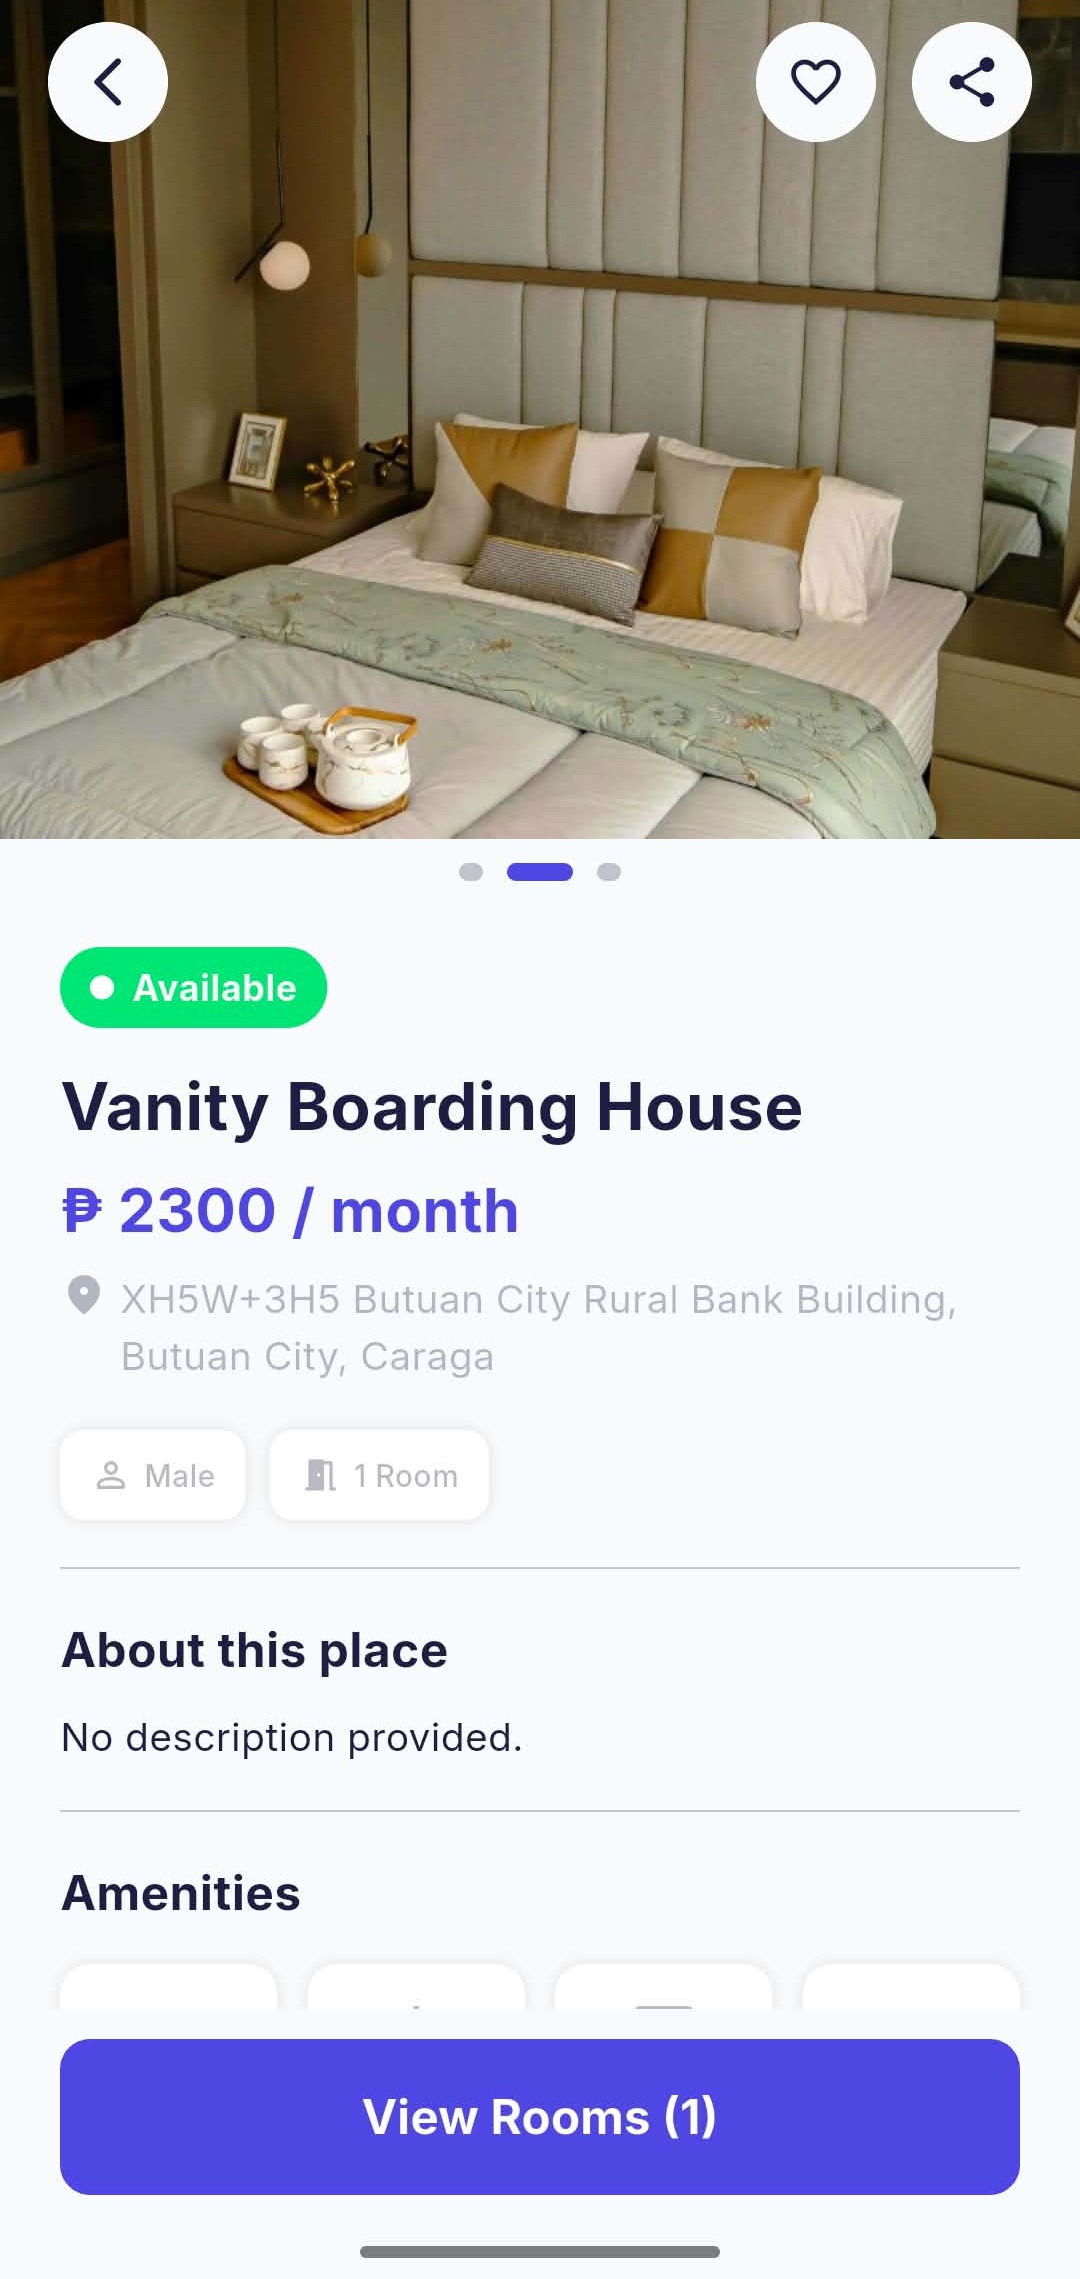 Available
Vanity Boarding House
₱ 2300 / month
XH5W+3H5 Butuan City Rural Bank Building,
Butuan City, Caraga
Male
1 Room
About this place
No description provided.
Amenities
View Rooms (1)